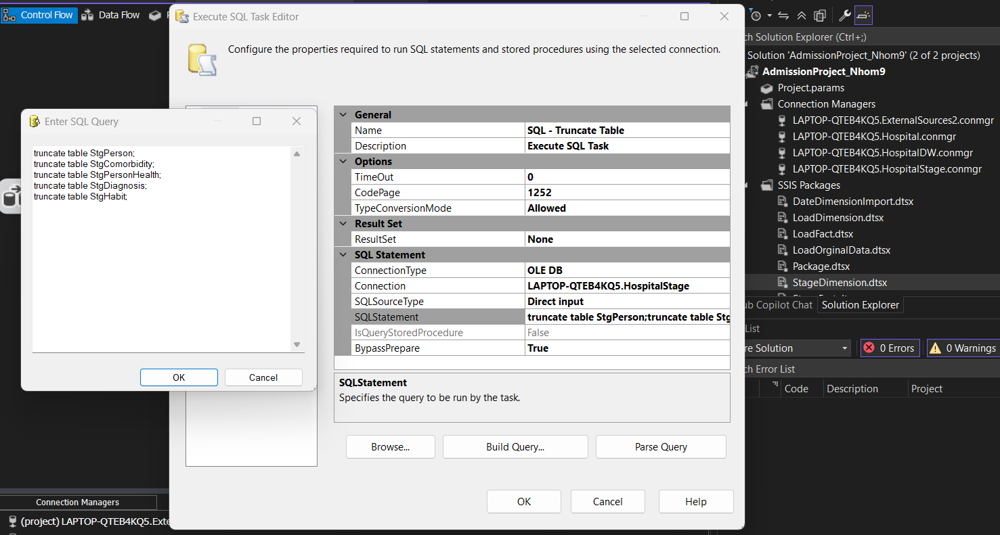 Control Flow
Data Flow
Execute SQL Task Editor
Configure the properties required to run SQL statements and stored procedures using the selected connection.
Enter SQL Query
truncate table StgPerson;
truncate table StgComorbidity;
truncate table StgPersonHealth;
truncate table StgDiagnosis;
truncate table StgHabit;
OK
Cancel
General
Name SQL - Truncate Table
Description Execute SQL Task
Options
TimeOut 0
CodePage 1252
TypeConversionMode Allowed
Result Set
ResultSet None
SQL Statement
ConnectionType OLE DB
Connection LAPTOP-QTEB4KQ5.HospitalStage
SQLSourceType Direct input
SQLStatement truncate table StgPerson;truncate table Stg
IsQueryStoredProcedure False
BypassPrepare True
SQLStatement
Specifies the query to be run by the task.
Browse...
Build Query...
Parse Query
OK
Cancel
Help
Connection Managers
(project) LAPTOP-QTEB4KQ5.Exte
ch Solution Explorer (Ctrl+;)
Solution 'AdmissionProject_Nhom9' (2 of 2 projects)
AdmissionProject_Nhom9
Project.params
Connection Managers
LAPTOP-QTEB4KQ5.ExternalSources2.conmgr
LAPTOP-QTEB4KQ5.Hospital.conmgr
LAPTOP-QTEB4KQ5.HospitalDW.conmgr
LAPTOP-QTEB4KQ5.HospitalStage.conmgr
SSIS Packages
DateDimensionImport.dtsx
LoadDimension.dtsx
LoadFact.dtsx
LoadOrginalData.dtsx
Package.dtsx
StageDimension.dtsx
ub Copilot Chat
Solution Explorer
List
re Solution
0 Errors
0 Warnings
ch Error List
Code
Description
Project